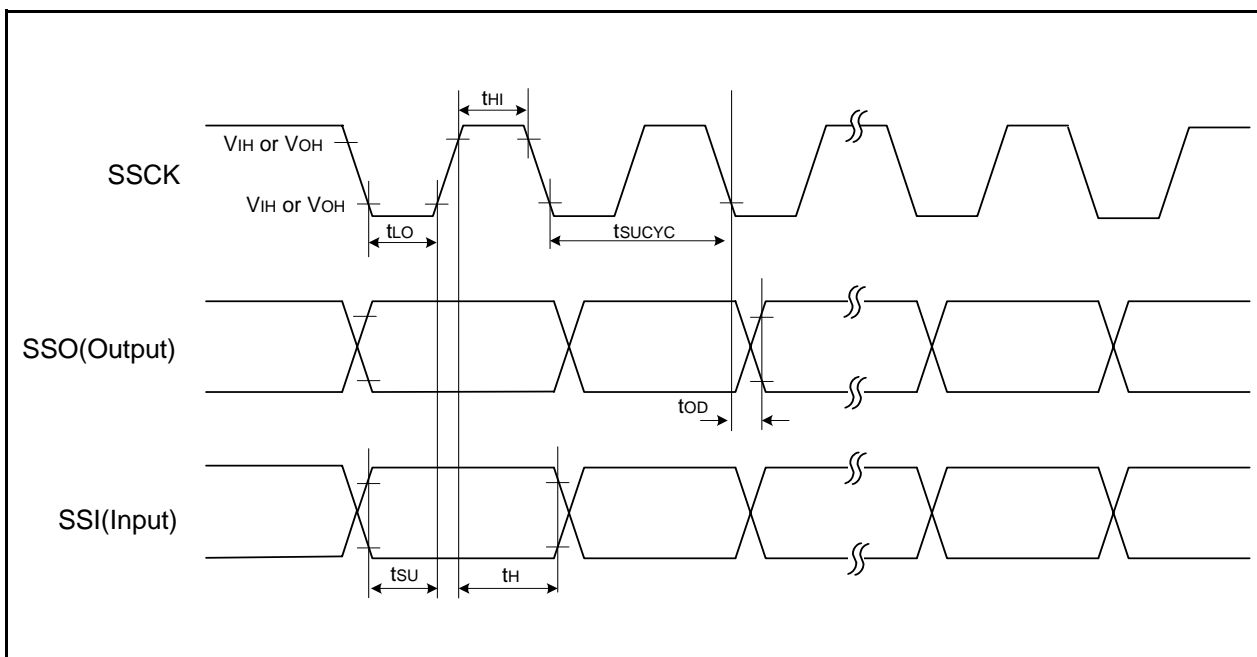 tHI
VIH or VOH
SSCK
VIH or VOH
tLO
tSUCYC
SSO(Output)
tOD
SSI(Input)
tSU
tH